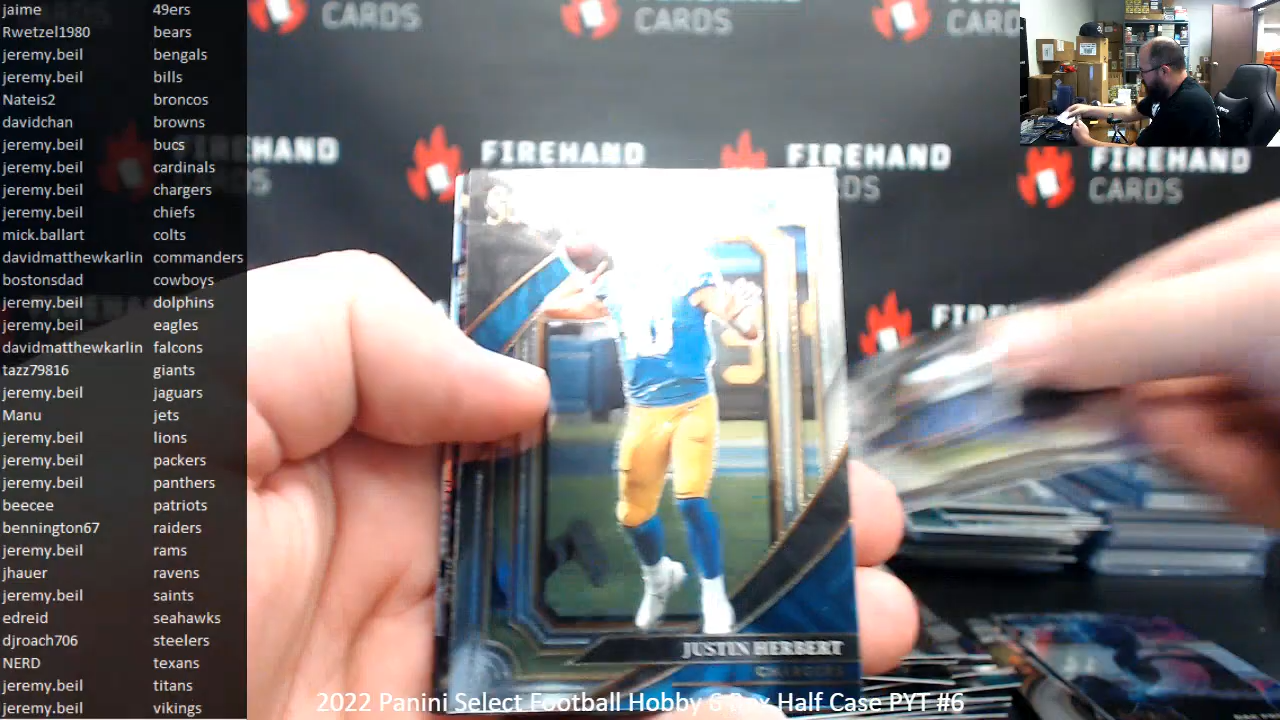 jaime 49ers
Rwetzel1980 bears
jeremy.beil bengals
jeremy.beil bills
Nateis2 broncos
davidchan browns
jeremy.beil bucs
jeremy.beil cardinals
jeremy.beil chargers
jeremy.beil chiefs
mick.ballart colts
davidmatthewkarlin commanders
bostonsdad cowboys
jeremy.beil dolphins
jeremy.beil eagles
davidmatthewkarlin falcons
tazz79816 giants
jeremy.beil jaguars
Manu jets
jeremy.beil lions
jeremy.beil packers
jeremy.beil panthers
beecee patriots
bennington67 raiders
jeremy.beil rams
jhauer ravens
jeremy.beil saints
edreid seahawks
djroach706 steelers
NERD texans
jeremy.beil titans
jeremy.beil vikings
CARDS
CARDS
FIREHAND
FIREHAND
FIREHAND
CARDS
JUSTIN HERBERT
CHARGERS
2022 Panini Select Football Hobby 6 Box Half Case PYT #6